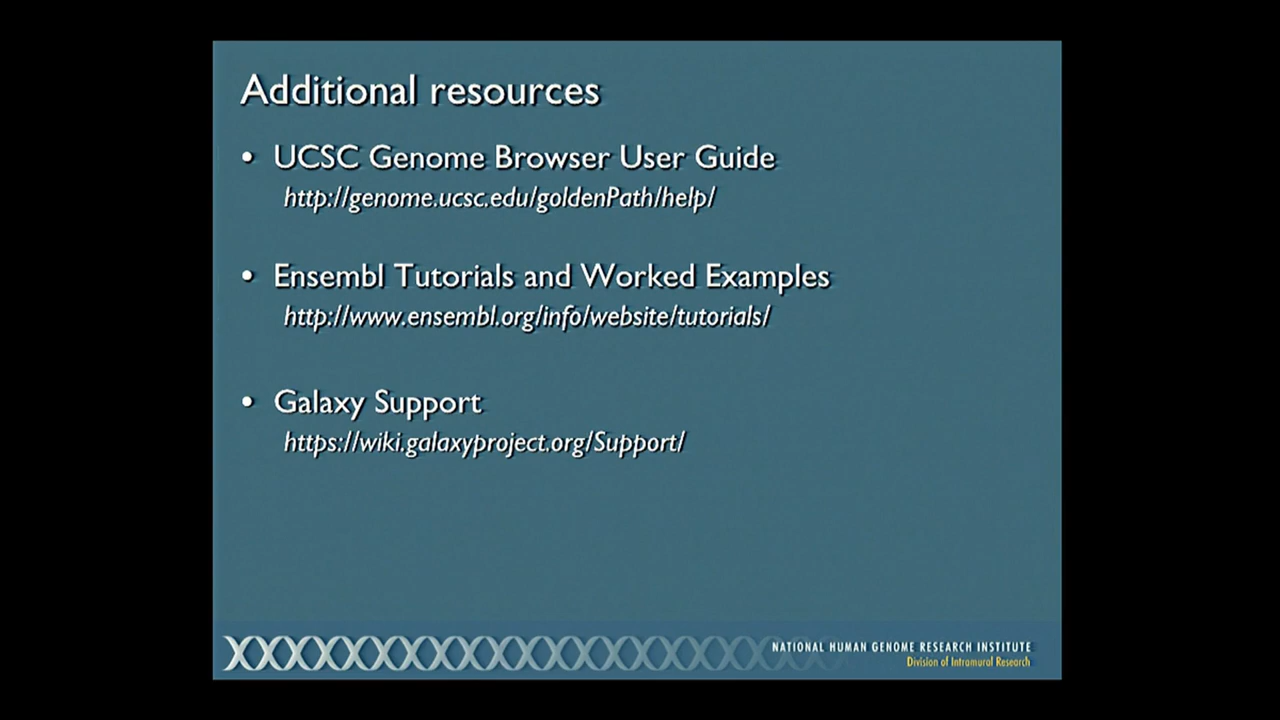 Additional resources
• UCSC Genome Browser User Guide
http://genome.ucsc.edu/goldenPath/help/
• Ensembl Tutorials and Worked Examples
http://www.ensembl.org/info/website/tutorials/
• Galaxy Support
https://wiki.galaxyproject.org/Support/
NATIONAL HUMAN GENOME RESEARCH INSTITUTE
Division of Intramural Research